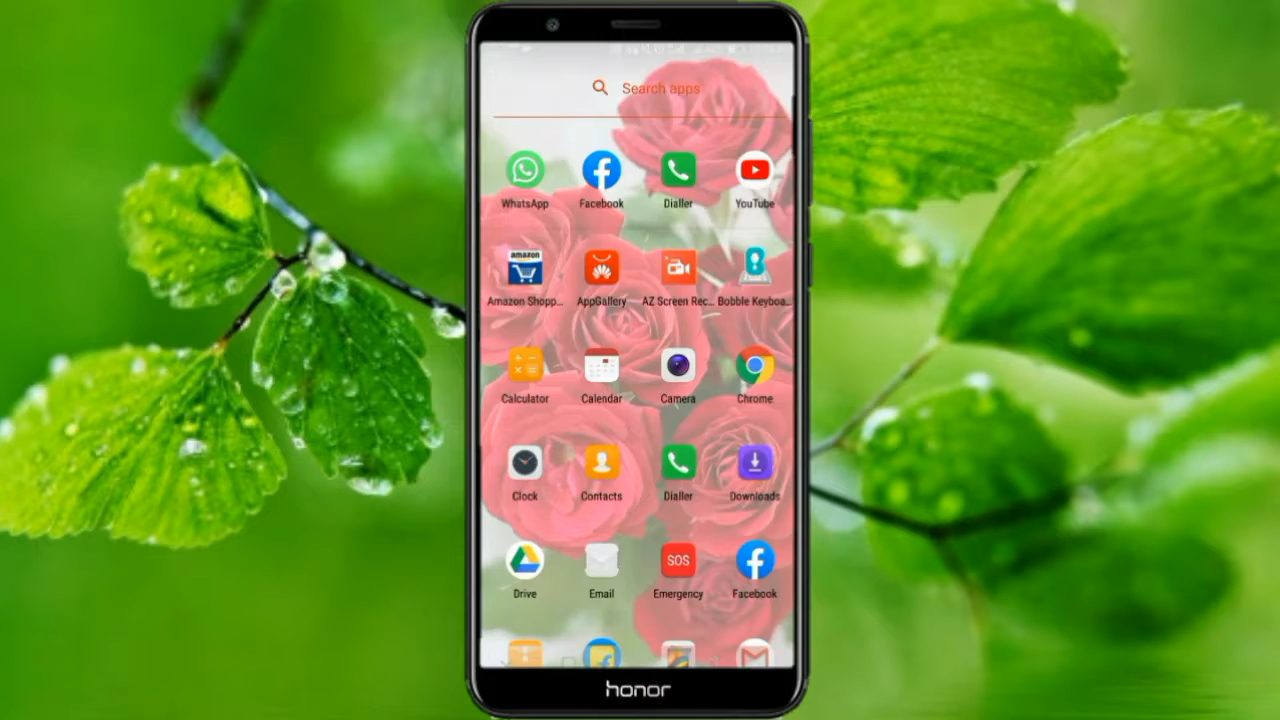 Search apps
WhatsApp Facebook Dialler YouTube
amazon
Amazon Shopp... AppGallery AZ Screen Rec... Bobble Keyboa...
Calculator Calendar Camera Chrome
Clock Contacts Dialler Downloads
SOS
Drive Email Emergency Facebook
honor